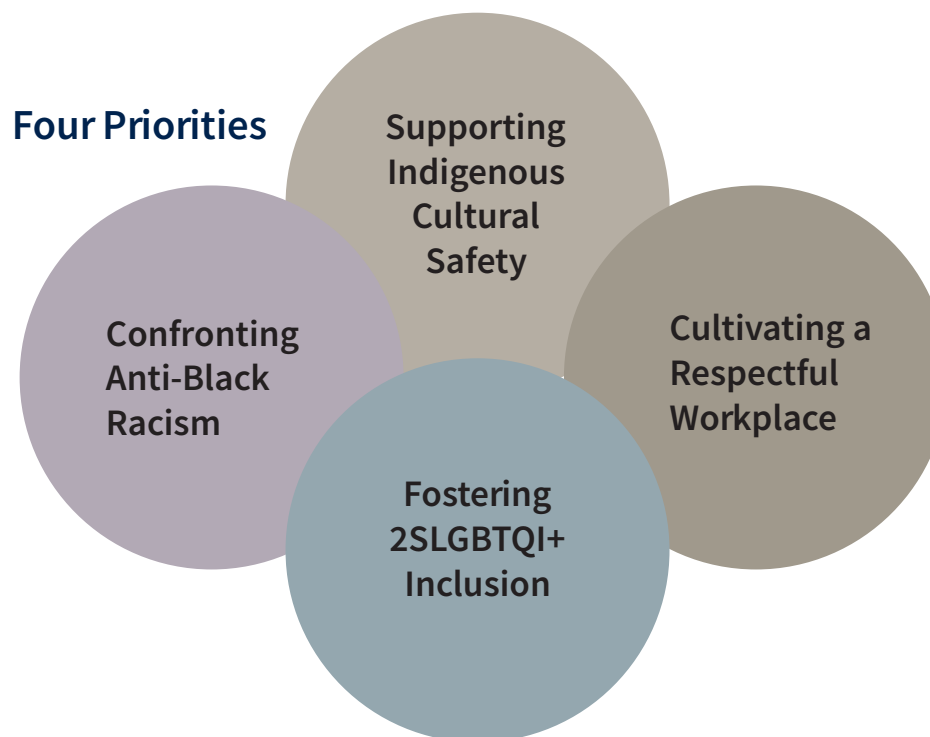 Four Priorities
Supporting
Indigenous
Cultural
Safety
Confronting
Anti-Black
Racism
Cultivating a
Respectful
Workplace
Fostering
2SLGBTQI+
Inclusion